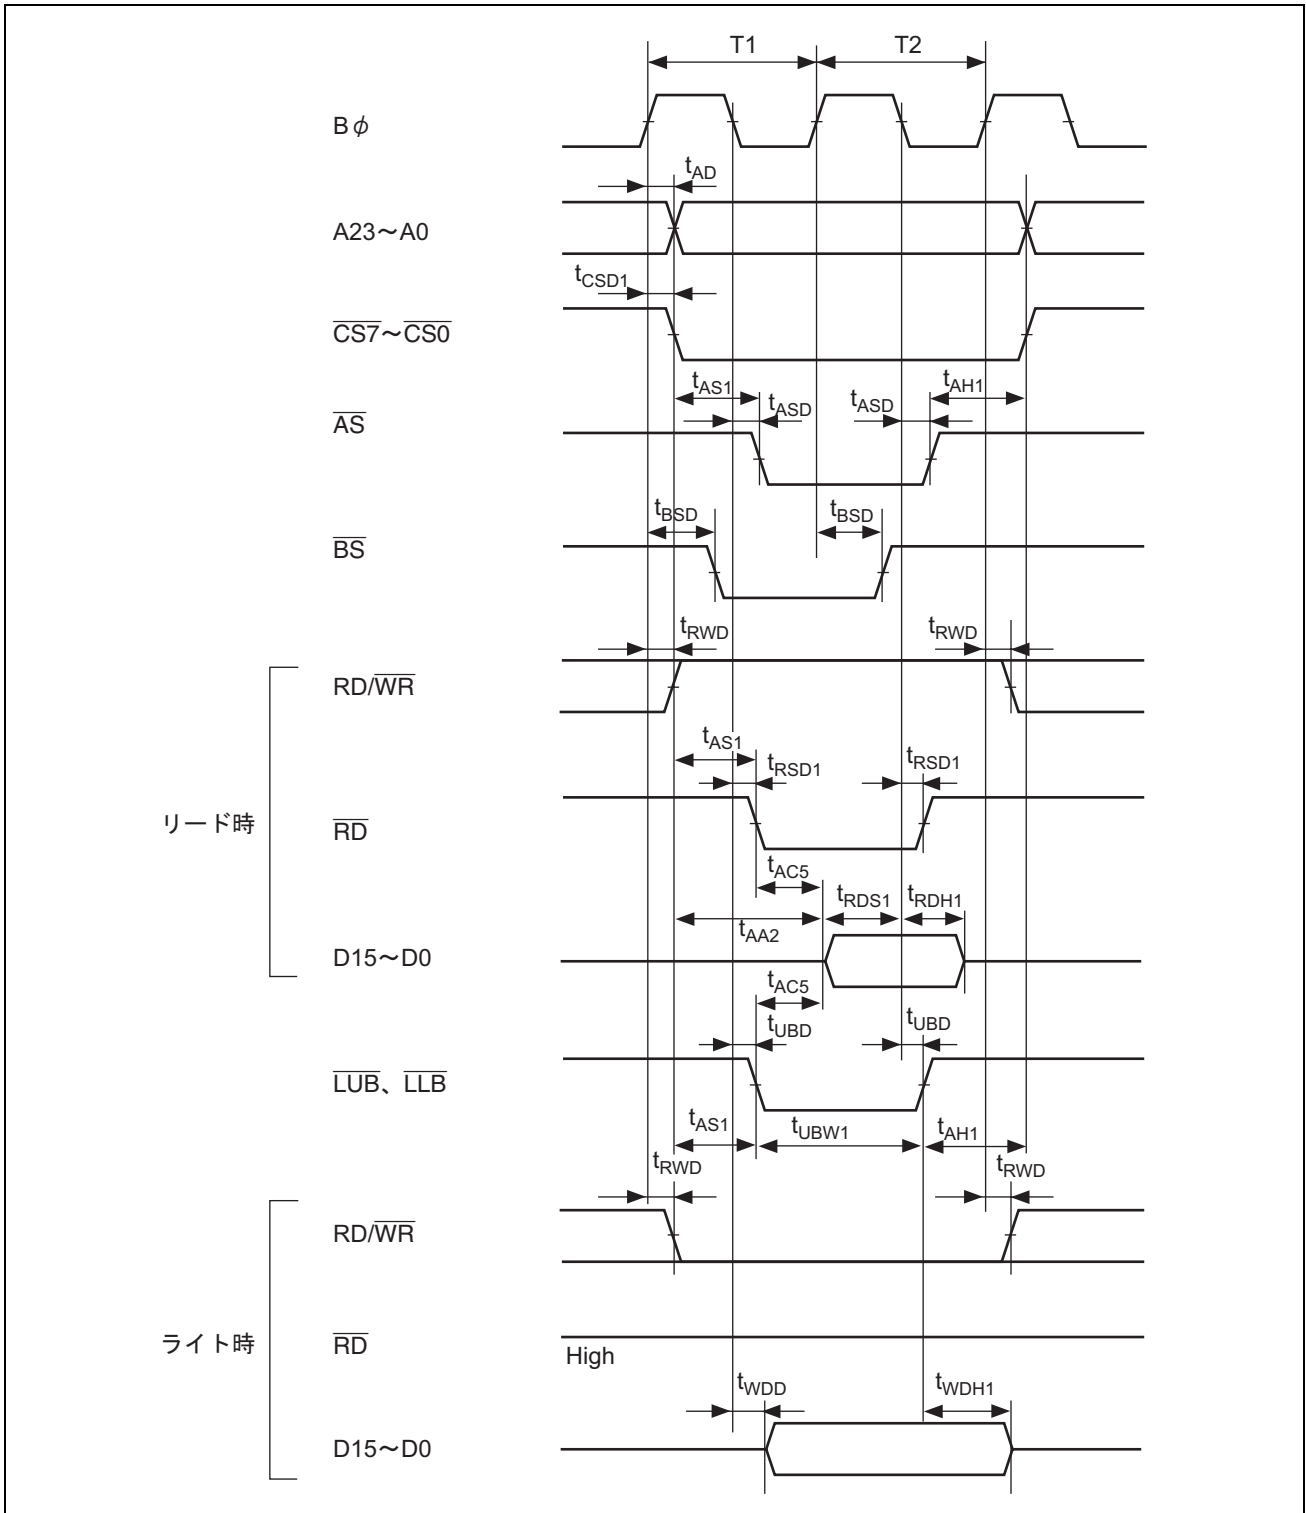 T1 T2
Bφ
tAD
A23～A0
tCSD1
CS7～CS0
tAS1 tASD tASD tAH1
AS
tBSD tBSD
BS
tRWD tRWD
RD/WR
tAS1 tRSD1 tRSD1
リード時
RD
tAC5
tRDS1 tRDH1
tAA2
D15～D0
tAC5
tUBD tUBD
LUB、LLB
tAS1 tUBW1 tAH1
tRWD tRWD
RD/WR
ライト時
RD
High
tWDD tWDH1
D15～D0